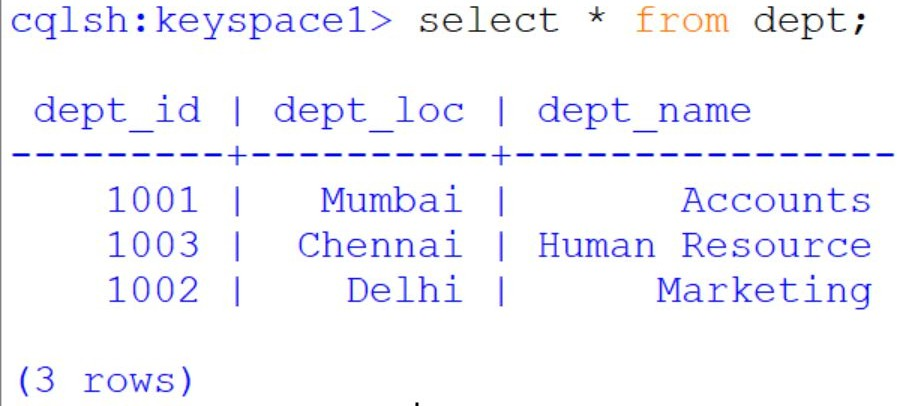 cqlsh:keyspace1> select * from dept;
dept_id | dept_loc | dept_name
---------+----------+----------------
1001 | Mumbai | Accounts
1003 | Chennai | Human Resource
1002 | Delhi | Marketing
(3 rows)